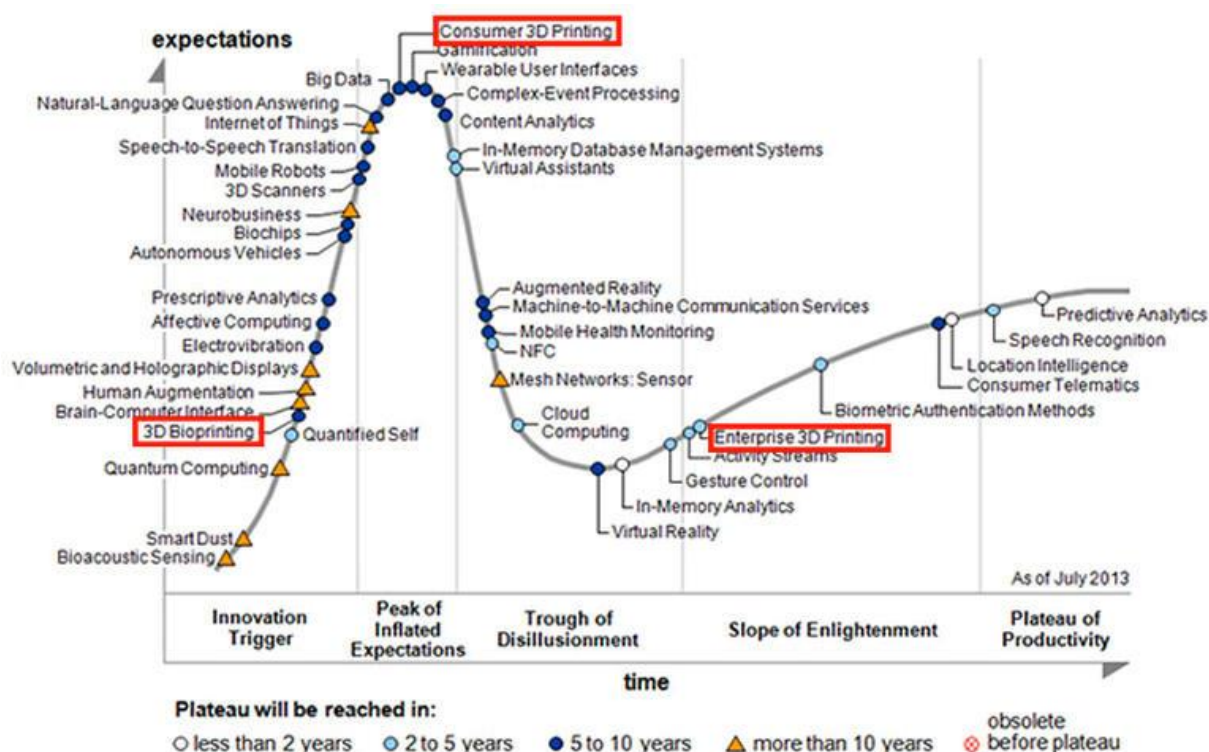 expectations
Consumer 3D Printing
Gamification
Wearable User Interfaces
Big Data
Complex-Event Processing
Natural-Language Question Answering
Internet of Things
Content Analytics
Speech-to-Speech Translation
In-Memory Database Management Systems
Mobile Robots
Virtual Assistants
3D Scanners
Neurobusiness
Biochips
Autonomous Vehicles
Prescriptive Analytics
Augmented Reality
Machine-to-Machine Communication Services
Affective Computing
Mobile Health Monitoring
Electrovibration
NFC
Volumetric and Holographic Displays
Mesh Networks: Sensor
Human Augmentation
Brain-Computer Interface
3D Bioprinting
Quantified Self
Cloud
Computing
Quantum Computing
Smart Dust
Bioacoustic Sensing
Predictive Analytics
Speech Recognition
Location Intelligence
Consumer Telematics
Biometric Authentication Methods
Enterprise 3D Printing
Activity Streams
Gesture Control
In-Memory Analytics
Virtual Reality
As of July 2013
Innovation
Trigger
Peak of
Inflated
Expectations
Trough of
Disillusionment
Slope of Enlightenment
Plateau of
Productivity
time
Plateau will be reached in:
less than 2 years
2 to 5 years
5 to 10 years
more than 10 years
obsolete
before plateau